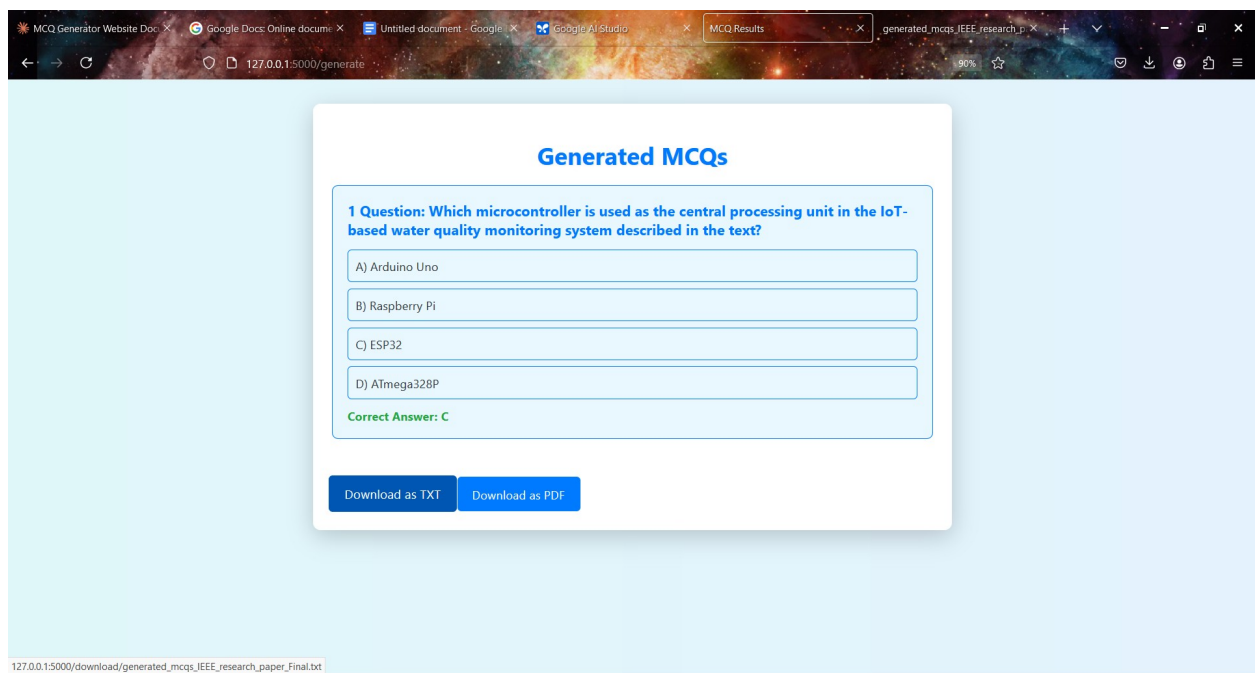 MCQ Generator Website Doc
Google Docs: Online docume
Untitled document - Google
Google AI Studio
MCQ Results
generated_mcqs_IEEE_research_p
127.0.0.1:5000/generate
90%
Generated MCQs
1 Question: Which microcontroller is used as the central processing unit in the IoT-
based water quality monitoring system described in the text?
A) Arduino Uno
B) Raspberry Pi
C) ESP32
D) ATmega328P
Correct Answer: C
Download as TXT
Download as PDF
127.0.0.1:5000/download/generated_mcqs_IEEE_research_paper_Final.txt